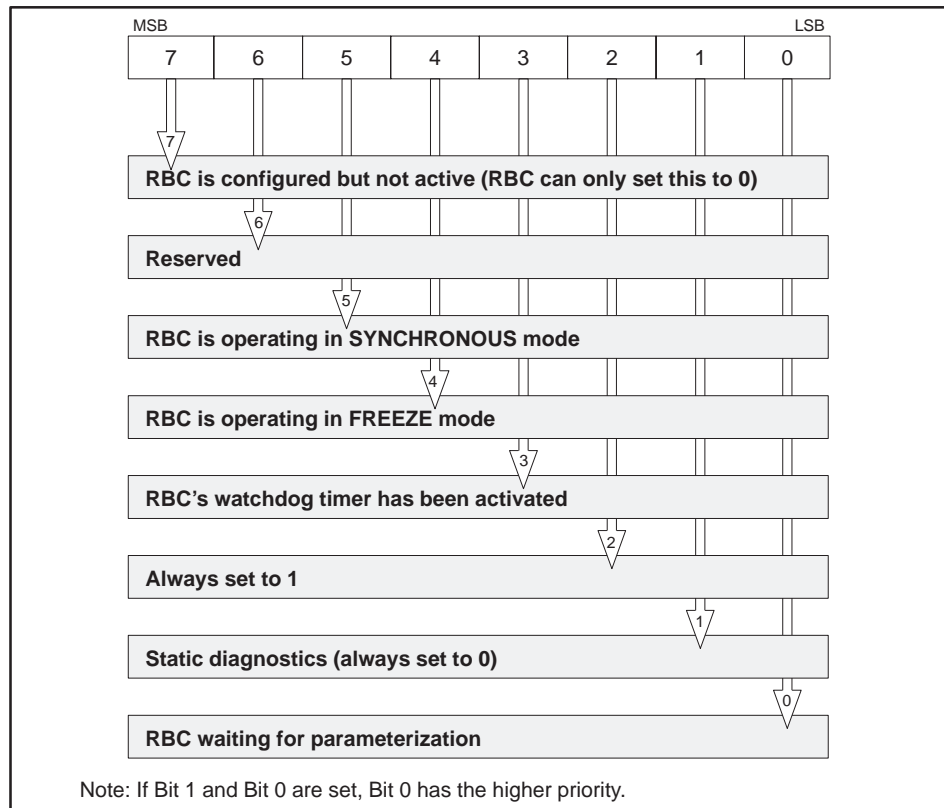 MSB LSB
7 6 5 4 3 2 1 0
7
RBC is configured but not active (RBC can only set this to 0)
6
Reserved
5
RBC is operating in SYNCHRONOUS mode
4
RBC is operating in FREEZE mode
3
RBC's watchdog timer has been activated
2
Always set to 1
1
Static diagnostics (always set to 0)
0
RBC waiting for parameterization
Note: If Bit 1 and Bit 0 are set, Bit 0 has the higher priority.